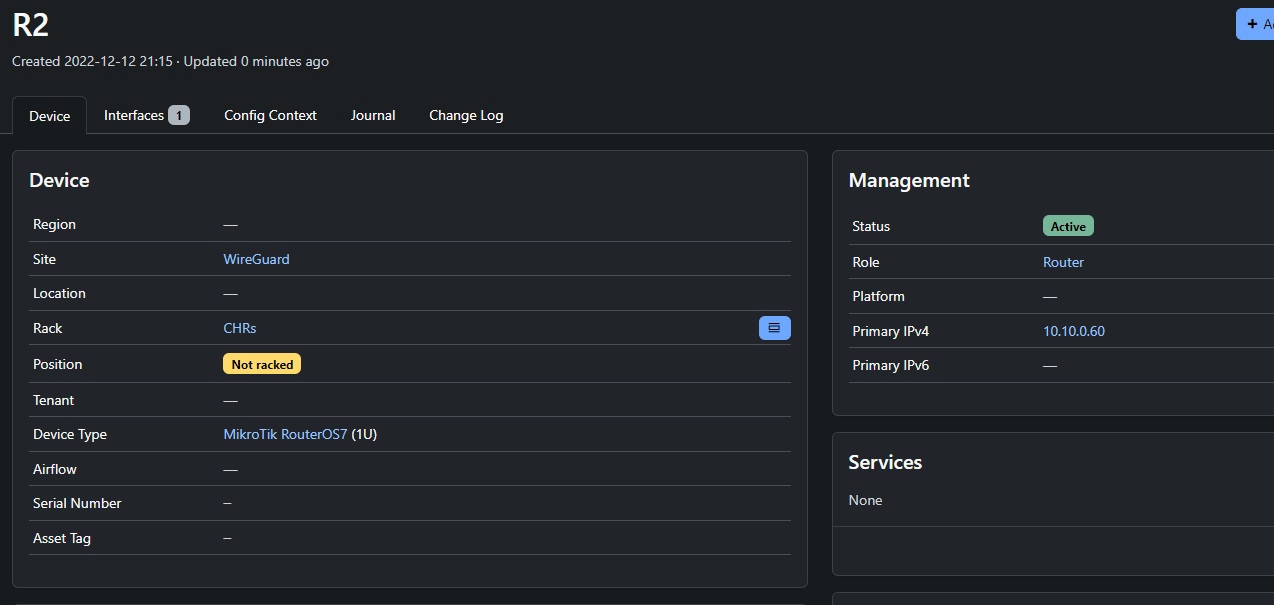 R2
Created 2022-12-12 21:15 · Updated 0 minutes ago
Device Interfaces 1 Config Context Journal Change Log
Device
Region —
Site WireGuard
Location —
Rack CHRs
Position Not racked
Tenant —
Device Type MikroTik RouterOS7 (1U)
Airflow —
Serial Number –
Asset Tag –
Management
Status Active
Role Router
Platform —
Primary IPv4 10.10.0.60
Primary IPv6 —
Services
None